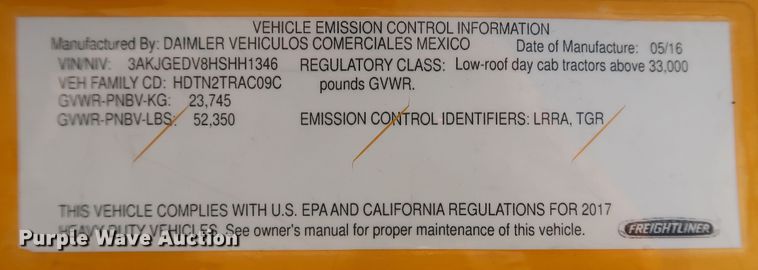 VEHICLE EMISSION CONTROL INFORMATION
Manufactured By: DAIMLER VEHICULOS COMERCIALES MEXICO Date of Manufacture: 05/16
VIN/NIV: 3AKJGEDV8HSHH1346 REGULATORY CLASS: Low-roof day cab tractors above 33,000
VEH FAMILY CD: HDTN2TRAC09C pounds GVWR.
GVWR-PNBV-KG: 23,745
GVWR-PNBV-LBS: 52,350 EMISSION CONTROL IDENTIFIERS: LRRA, TGR
THIS VEHICLE COMPLIES WITH U.S. EPA AND CALIFORNIA REGULATIONS FOR 2017
HEAVY-DUTY VEHICLES. See owner's manual for proper maintenance of this vehicle.
FREIGHTLINER
Purple Wave Auction